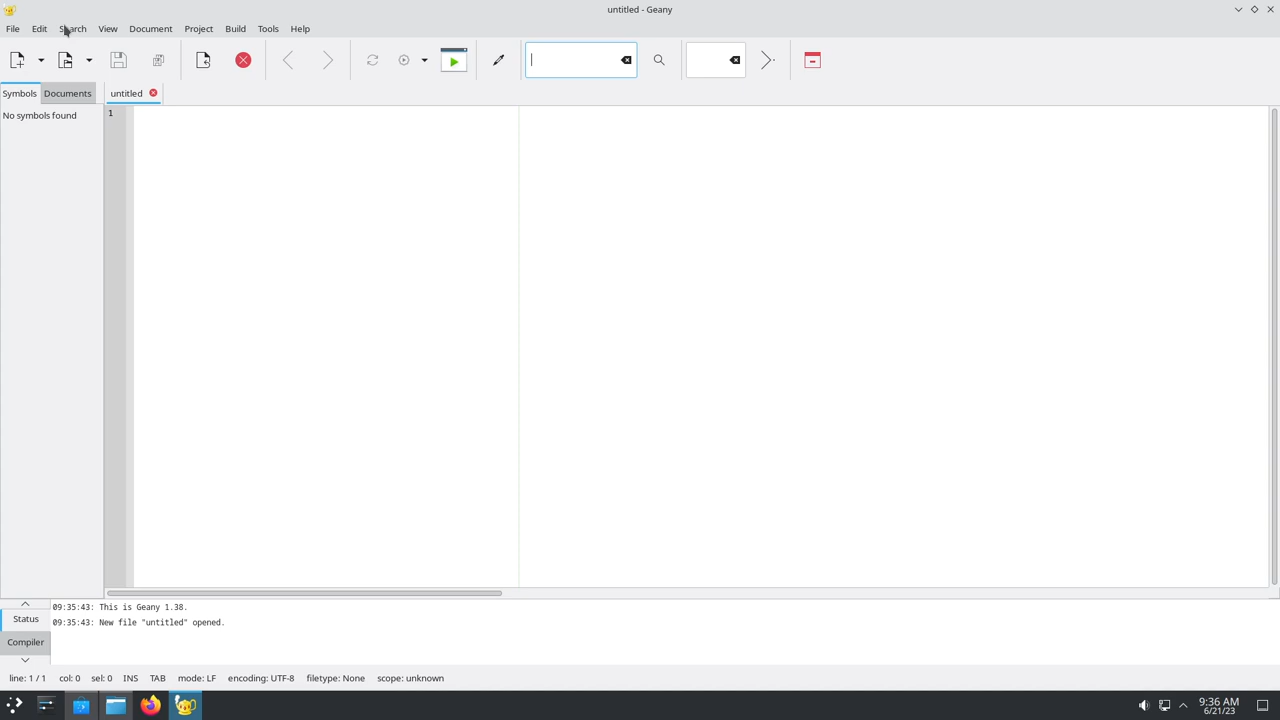 untitled - Geany
File Edit Search View Document Project Build Tools Help
Symbols Documents untitled
No symbols found
1
09:35:43: This is Geany 1.38.
Status
09:35:43: New file "untitled" opened.
Compiler
line: 1 / 1 col: 0 sel: 0 INS TAB mode: LF encoding: UTF-8 filetype: None scope: unknown
9:36 AM
6/21/23